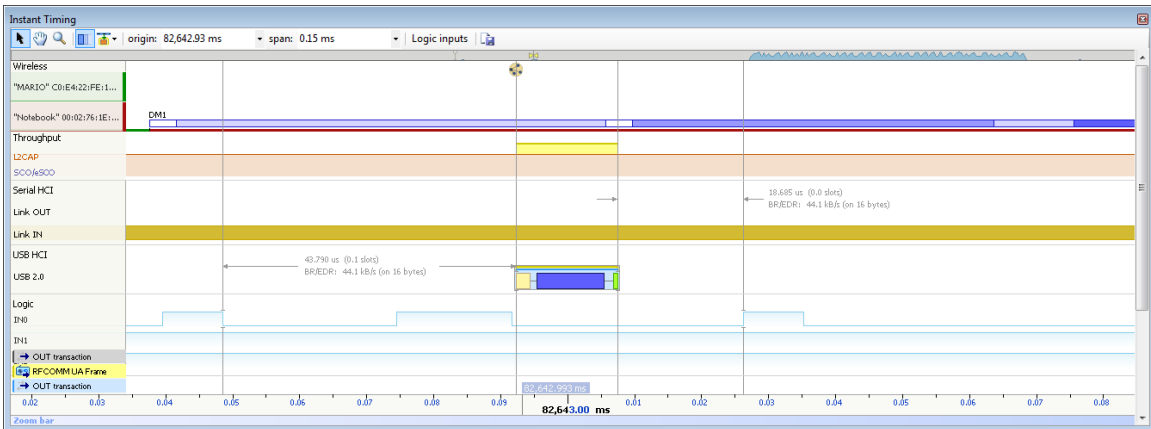 Instant Timing
origin: 82,642.93 ms span: 0.15 ms Logic inputs
Wireless
"MARIO" C0:E4:22:FE:1...
"Notebook" 00:02:76:1E:...
DM1
Throughput
L2CAP
SCO/eSCO
Serial HCI
18.685 us (0.0 slots)
BR/EDR: 44.1 kB/s (on 16 bytes)
Link OUT
Link IN
USB HCI
43.790 us (0.1 slots)
BR/EDR: 44.1 kB/s (on 16 bytes)
USB 2.0
Logic
IN0
IN1
OUT transaction
RFCOMM UA Frame
OUT transaction
82,642.993 ms
0.02 0.03 0.04 0.05 0.06 0.07 0.08 0.09 0.01 0.02 0.03 0.04 0.05 0.06 0.07 0.08
82,643.00 ms
Zoom bar